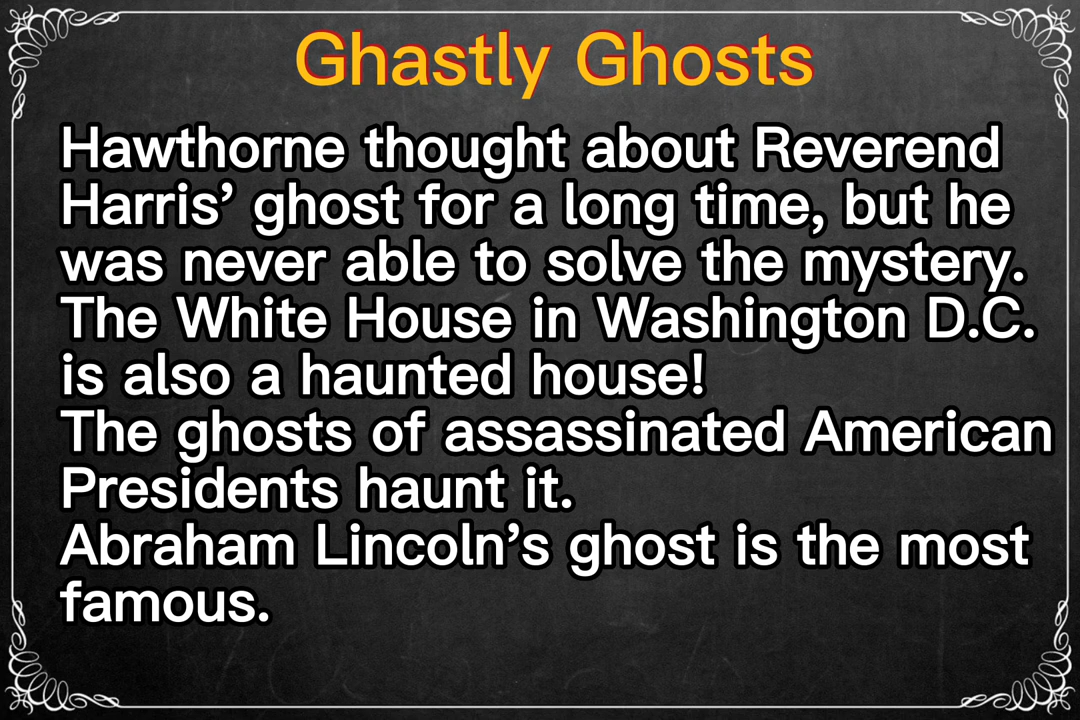 Ghastly Ghosts
Hawthorne thought about Reverend
Harris’ ghost for a long time, but he
was never able to solve the mystery.
The White House in Washington D.C.
is also a haunted house!
The ghosts of assassinated American
Presidents haunt it.
Abraham Lincoln’s ghost is the most
famous.